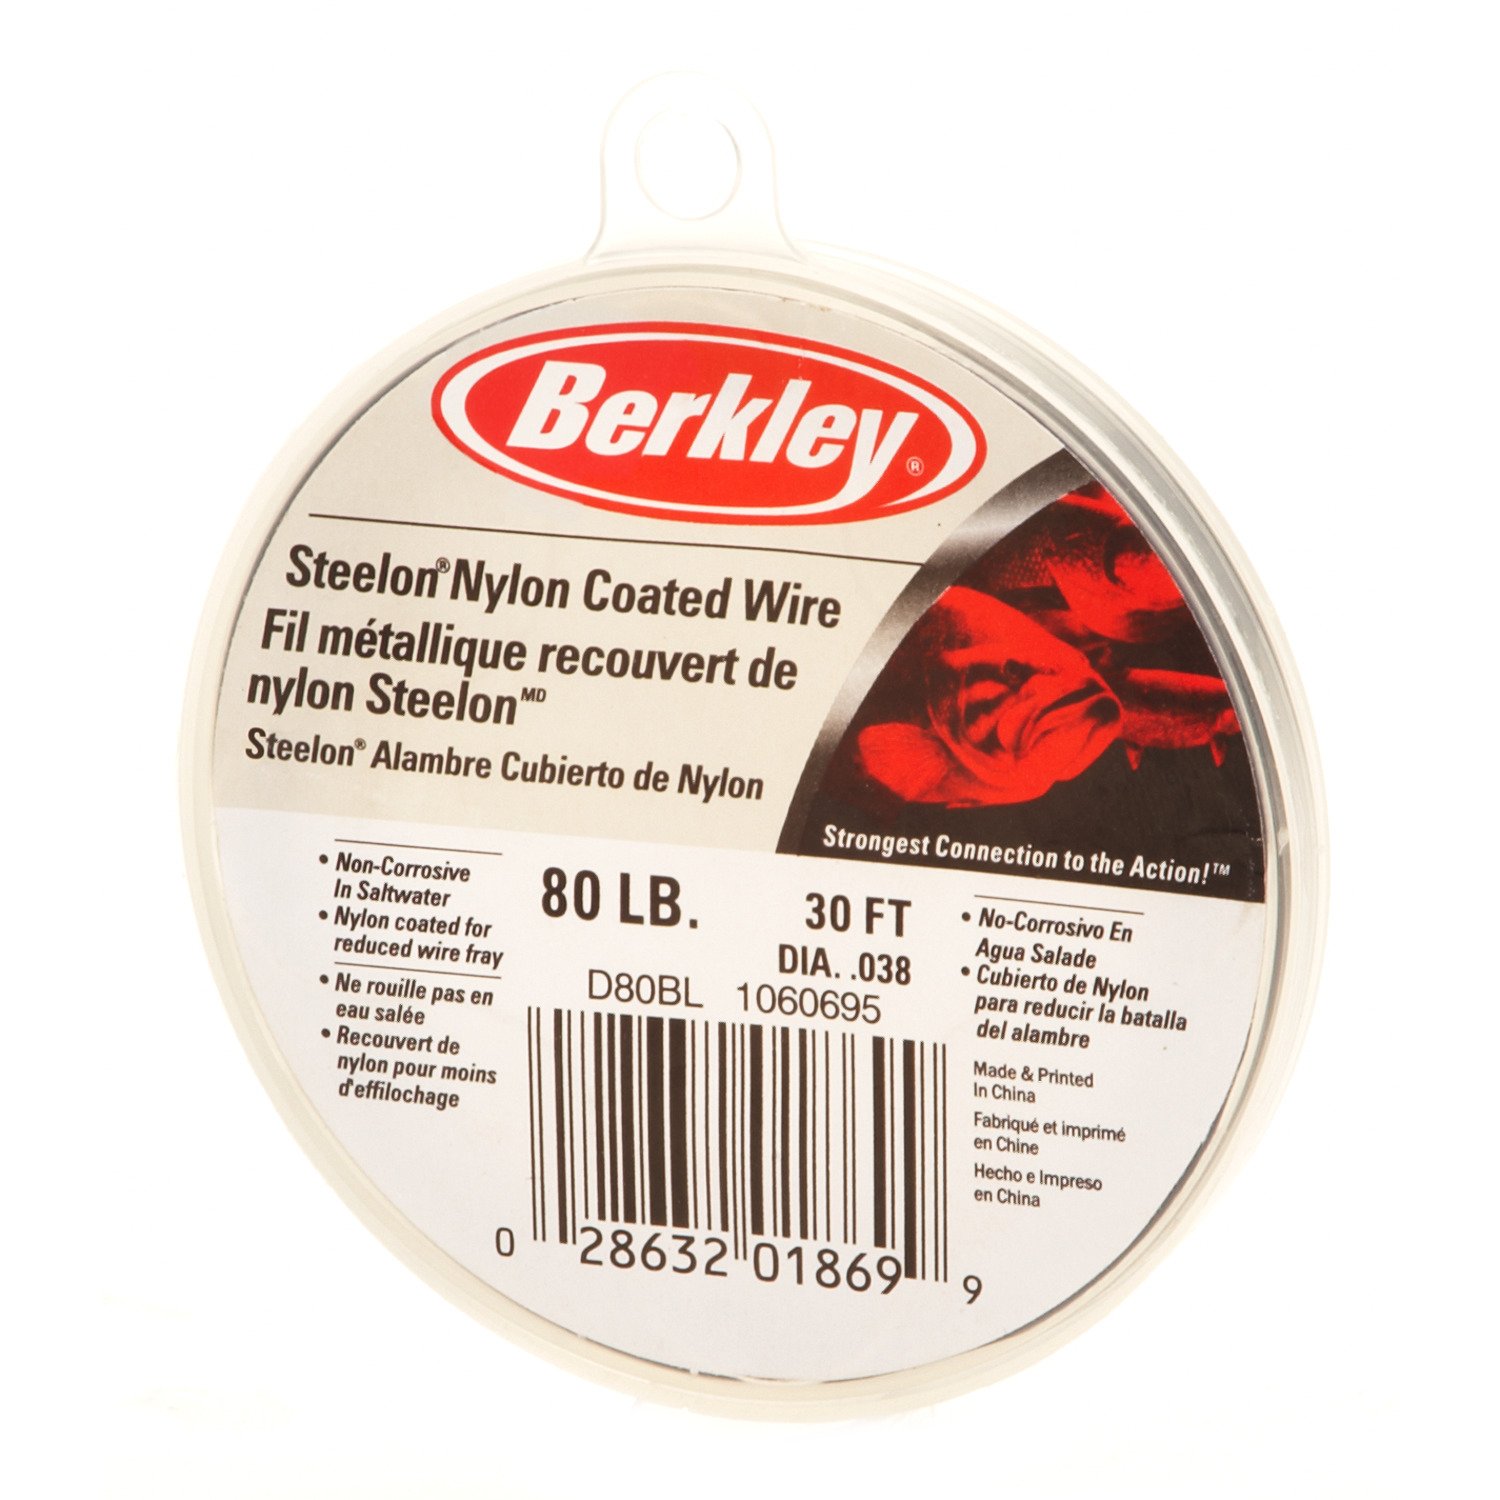 Berkley®
Steelon® Nylon Coated Wire
Fil métallique recouvert de
nylon Steelon MD
Steelon® Alambre Cubierto de Nylon
Strongest Connection to the Action!™
• Non-Corrosive
In Saltwater
• Nylon coated for
reduced wire fray
• Ne rouille pas en
eau salée
• Recouvert de
nylon pour moins
d'effilochage
80 LB.
30 FT
DIA. .038
D80BL 1060695
0 28632 01869 9
• No-Corrosivo En
Agua Salade
• Cubierto de Nylon
para reducir la batalla
del alambre
Made & Printed
In China
Fabriqué et imprimé
en Chine
Hecho e Impreso
en China